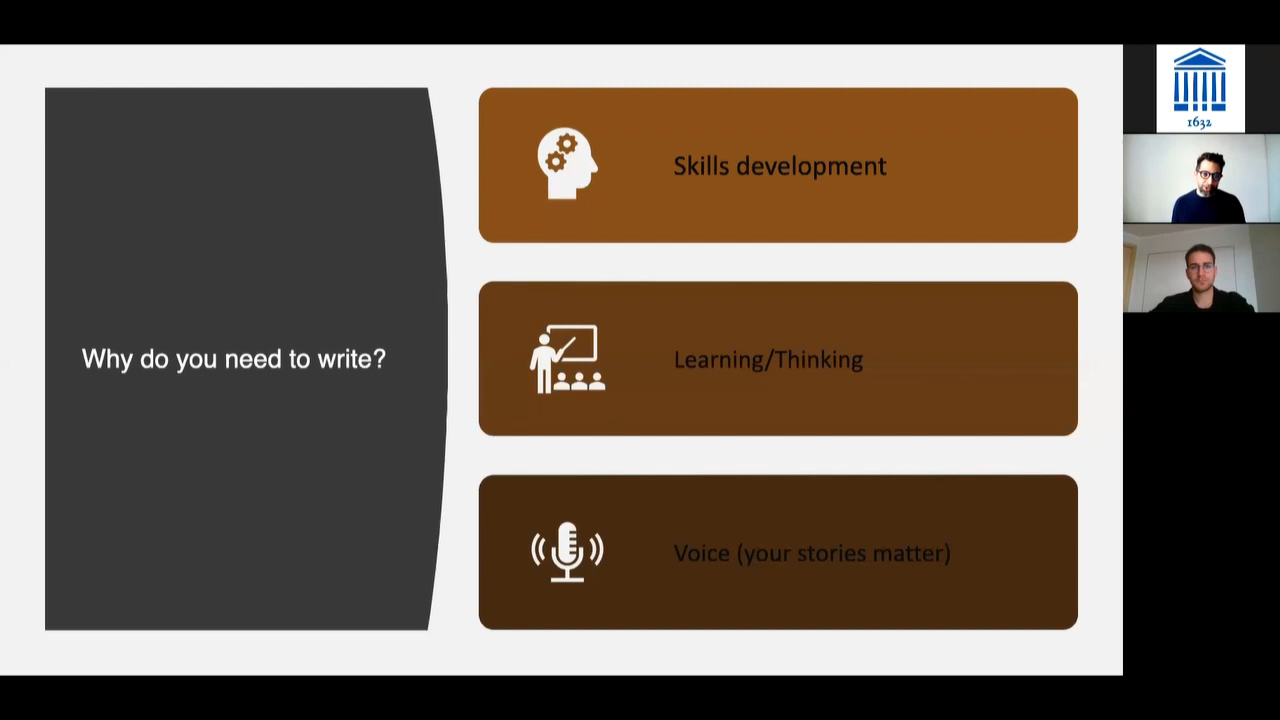 1632
Skills development
Why do you need to write?
Learning/Thinking
Voice (your stories matter)